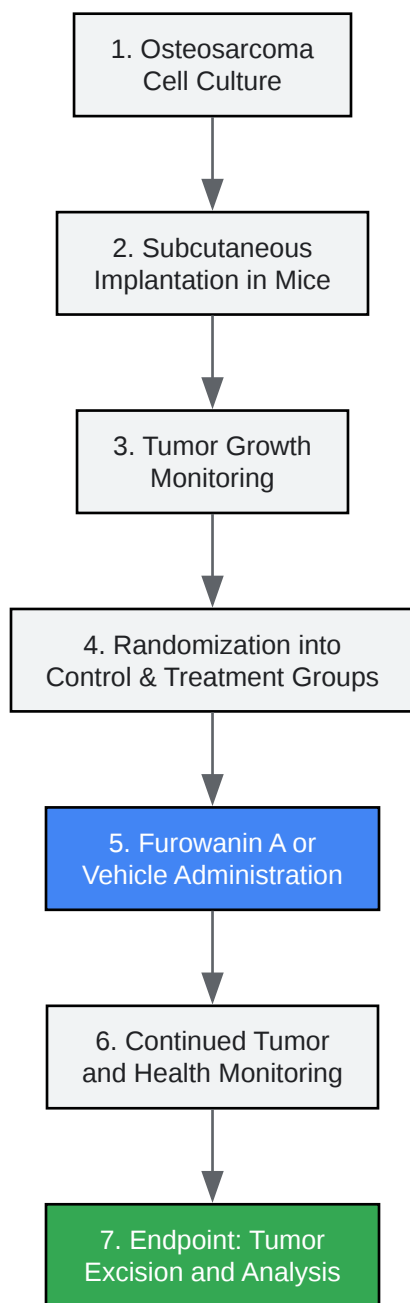 1. Osteosarcoma
Cell Culture
2. Subcutaneous
Implantation in Mice
3. Tumor Growth
Monitoring
4. Randomization into
Control & Treatment Groups
5. Furowanin A or
Vehicle Administration
6. Continued Tumor
and Health Monitoring
7. Endpoint: Tumor
Excision and Analysis